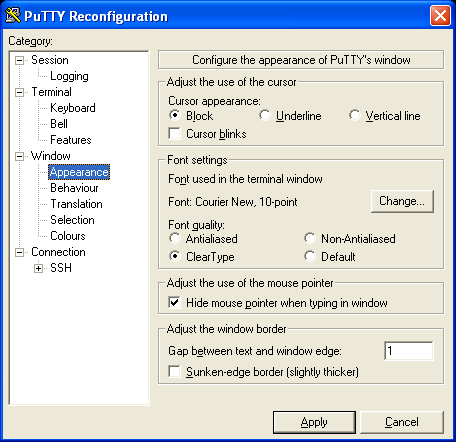 PuTTY Reconfiguration
Category:
Session
Logging
Terminal
Keyboard
Bell
Features
Window
Appearance
Behaviour
Translation
Selection
Colours
Connection
SSH
Configure the appearance of PuTTY's window
Adjust the use of the cursor
Cursor appearance:
Block Underline Vertical line
Cursor blinks
Font settings
Font used in the terminal window
Font: Courier New, 10-point Change...
Font quality:
Antialiased Non-Antialiased
ClearType Default
Adjust the use of the mouse pointer
Hide mouse pointer when typing in window
Adjust the window border
Gap between text and window edge: 1
Sunken-edge border (slightly thicker)
Apply Cancel